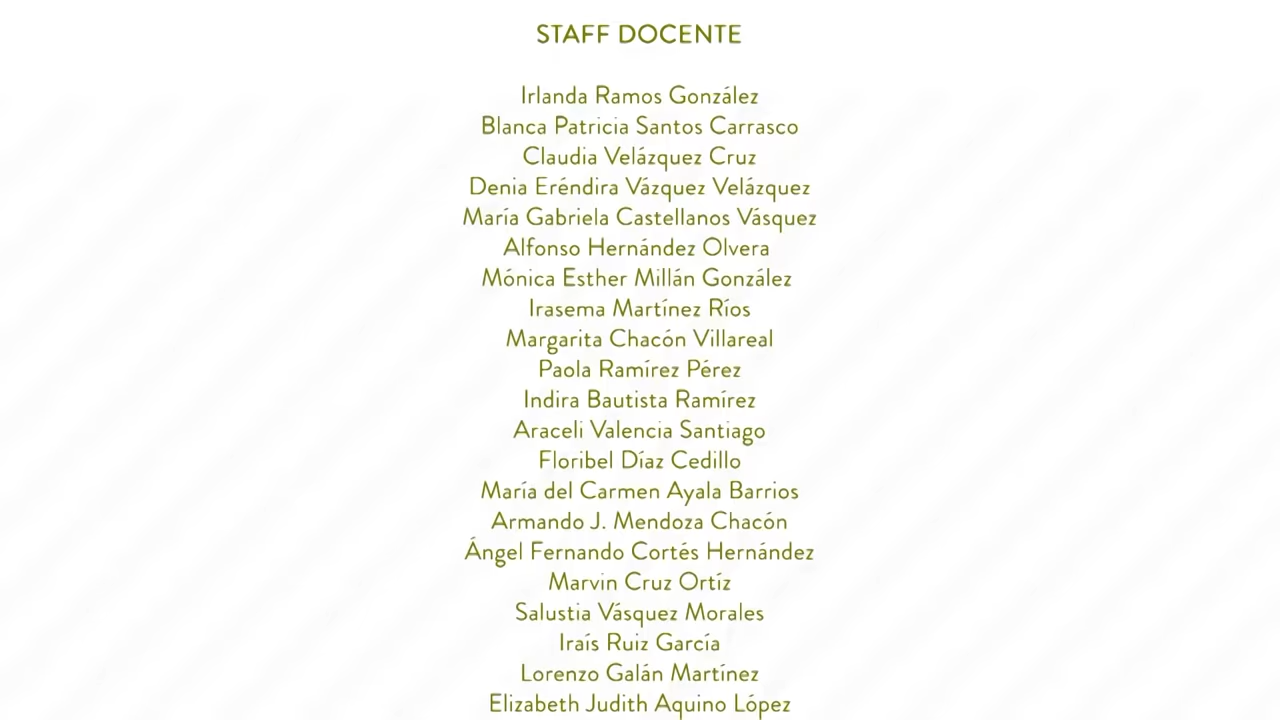 STAFF DOCENTE
Irlanda Ramos González
Blanca Patricia Santos Carrasco
Claudia Velázquez Cruz
Denia Eréndira Vázquez Velázquez
María Gabriela Castellanos Vásquez
Alfonso Hernández Olvera
Mónica Esther Millán González
Irasema Martínez Ríos
Margarita Chacón Villareal
Paola Ramírez Pérez
Indira Bautista Ramírez
Araceli Valencia Santiago
Floribel Díaz Cedillo
María del Carmen Ayala Barrios
Armando J. Mendoza Chacón
Ángel Fernando Cortés Hernández
Marvin Cruz Ortíz
Salustia Vásquez Morales
Iraís Ruiz García
Lorenzo Galán Martínez
Elizabeth Judith Aquino López